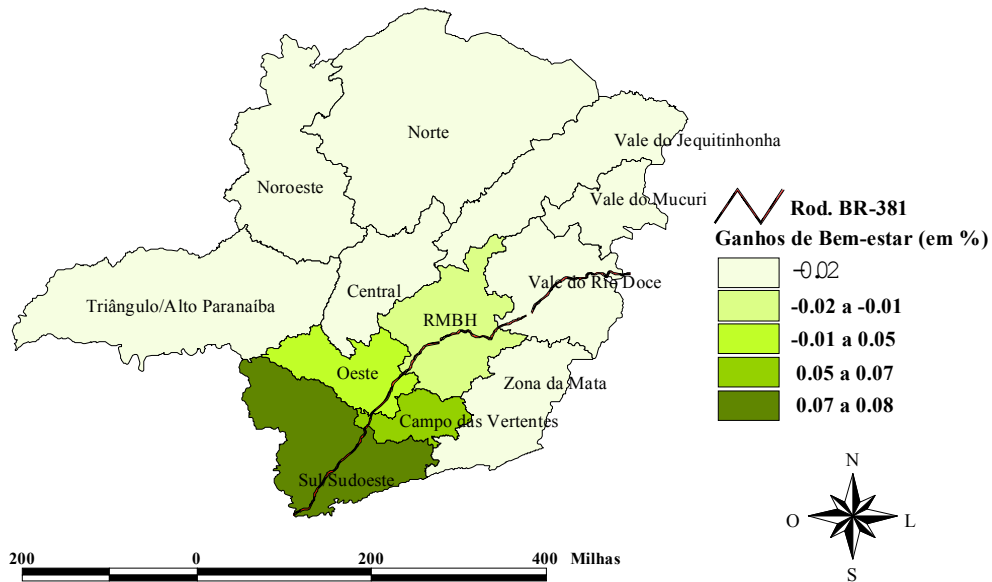 Norte
Vale do Jequitinhonha
Noroeste
Vale do Mucuri
Rod. BR-381
Ganhos de Bem-estar (em %)
-0.02
-0.02 a -0.01
-0.01 a 0.05
0.05 a 0.07
0.07 a 0.08
Vale do Rio Doce
Central
Triângulo/Alto Paranaíba
RMBH
Oeste
Zona da Mata
Campo das Vertentes
Sul/Sudoeste
N
O
L
S
200 0 200 400 Milhas